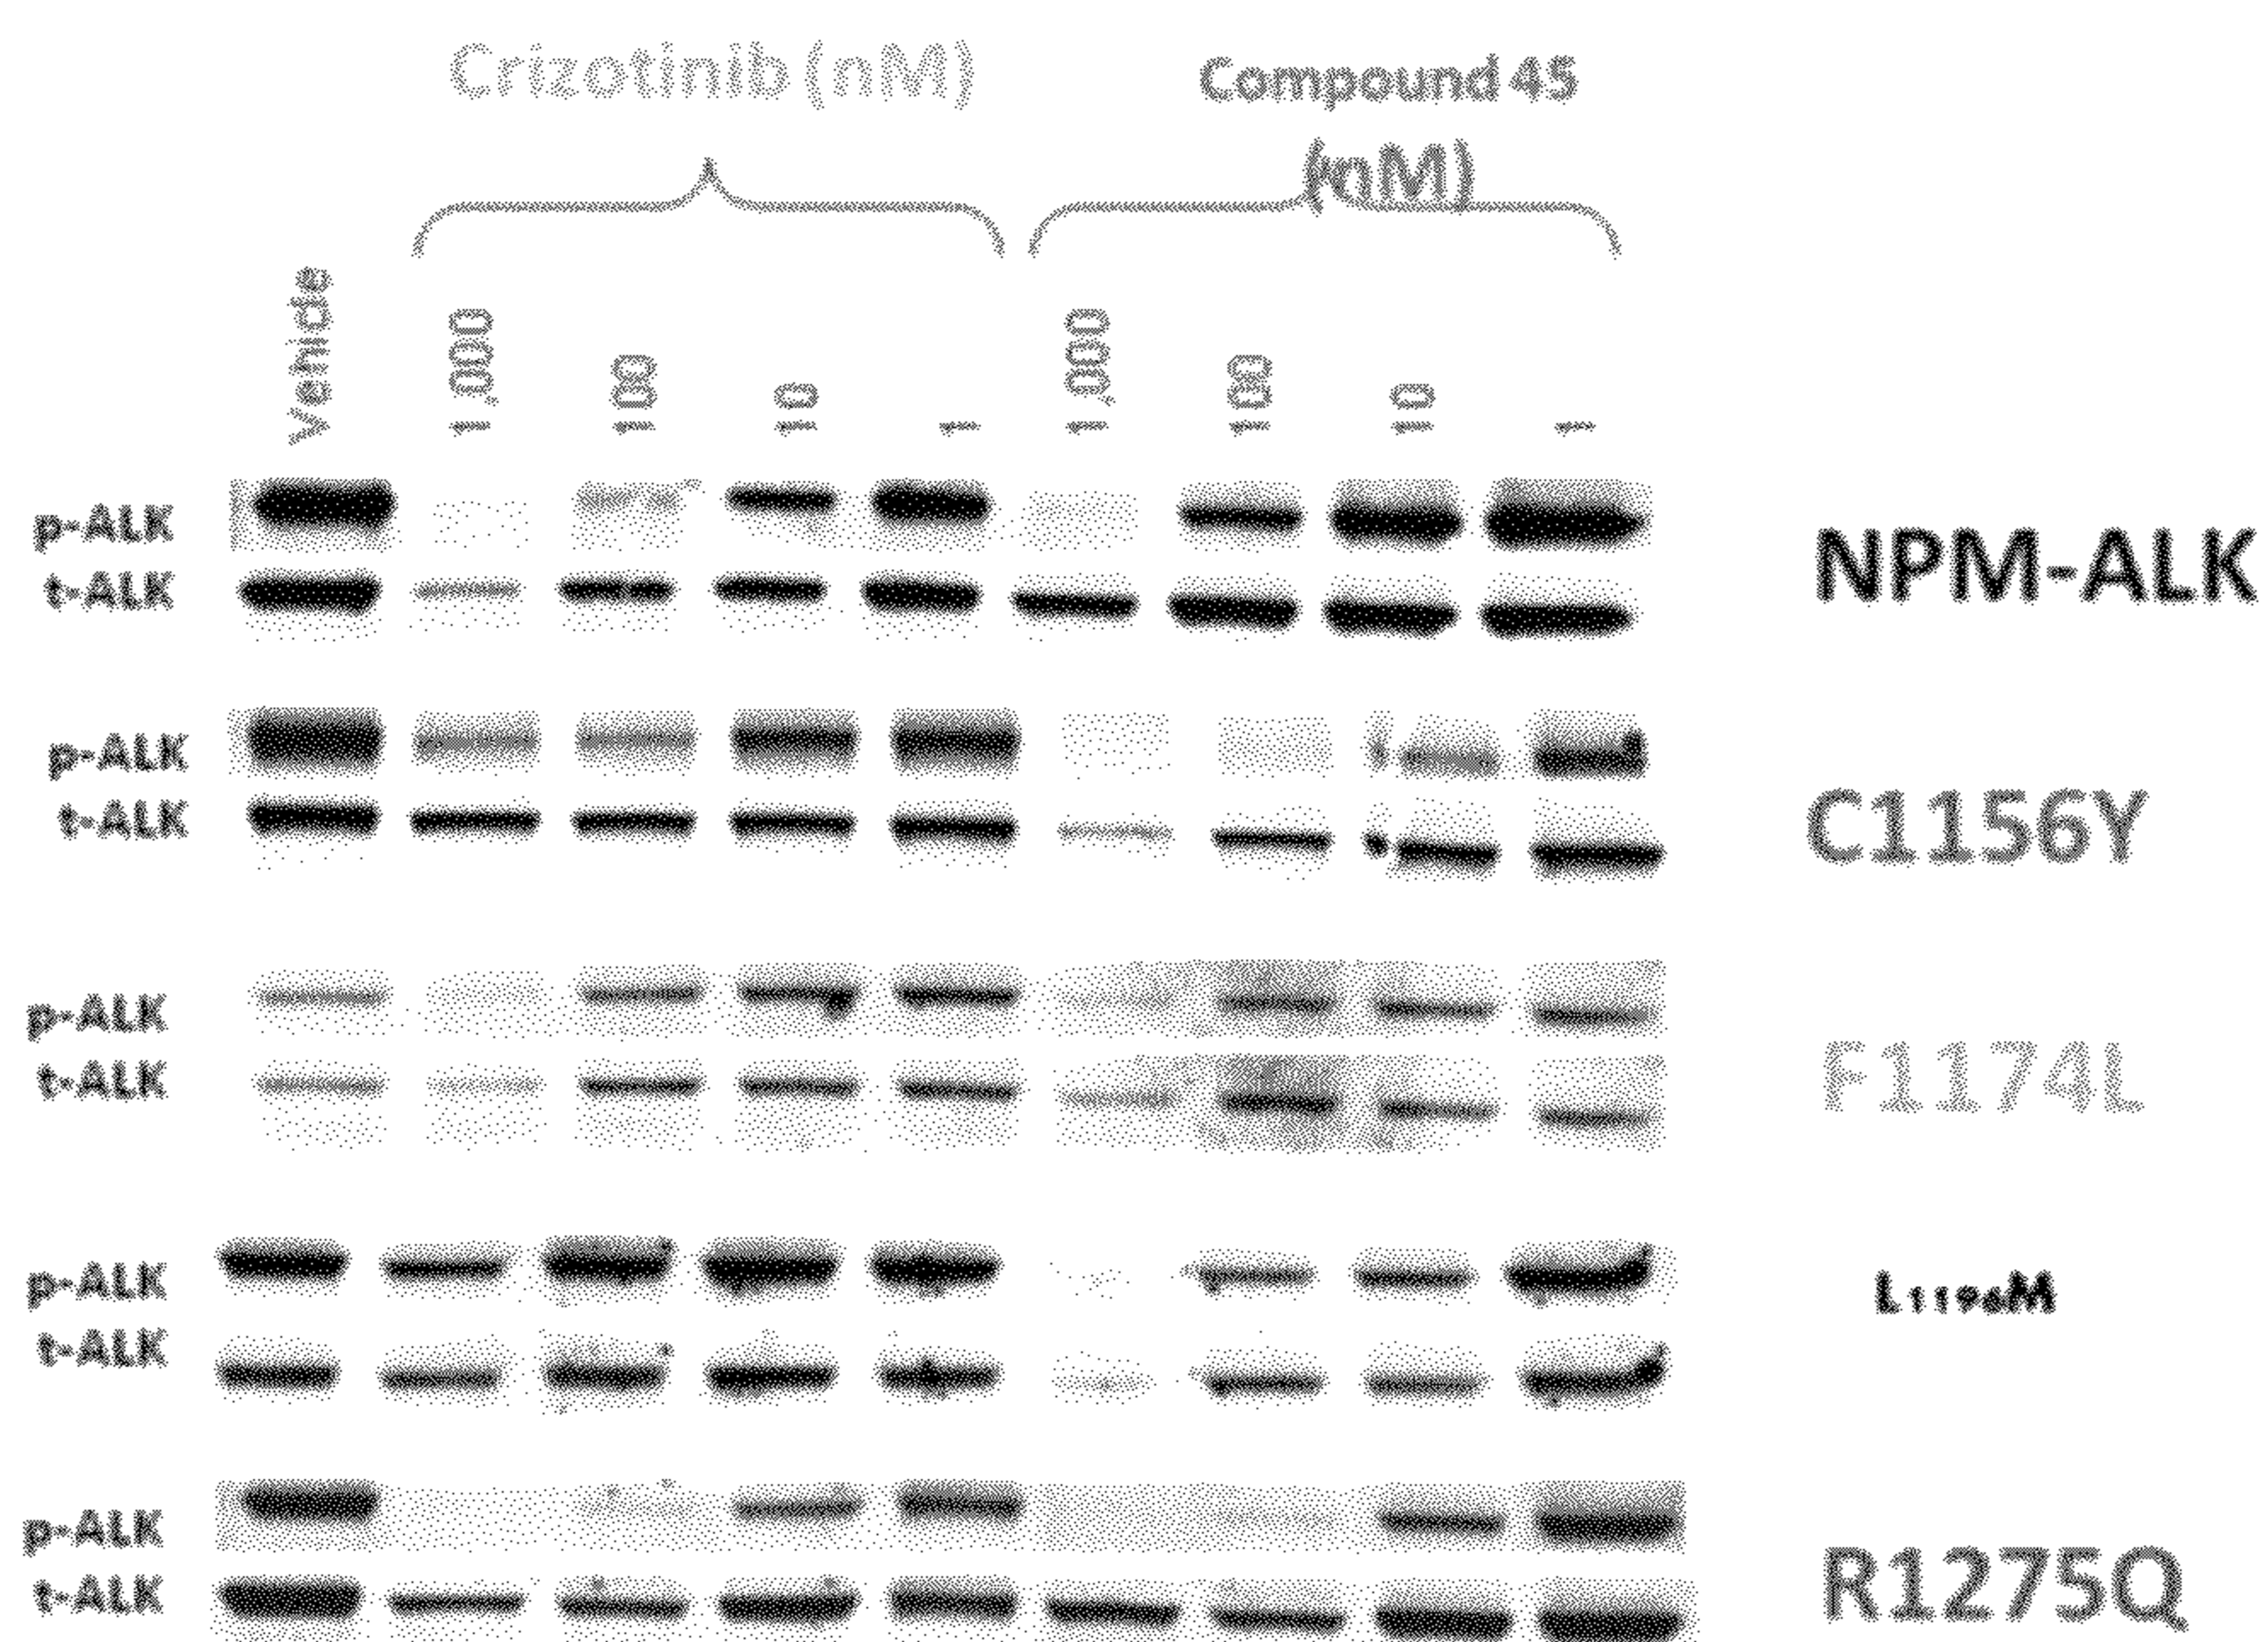 Crizotinib (nM) Compound 45
(nM)
Vehicle 1,000 100 10 1 1,000 100 10 1
p-ALK
t-ALK NPM-ALK
p-ALK
t-ALK C1156Y
p-ALK
t-ALK F1174L
p-ALK L1196M
t-ALK
p-ALK
t-ALK R1275Q